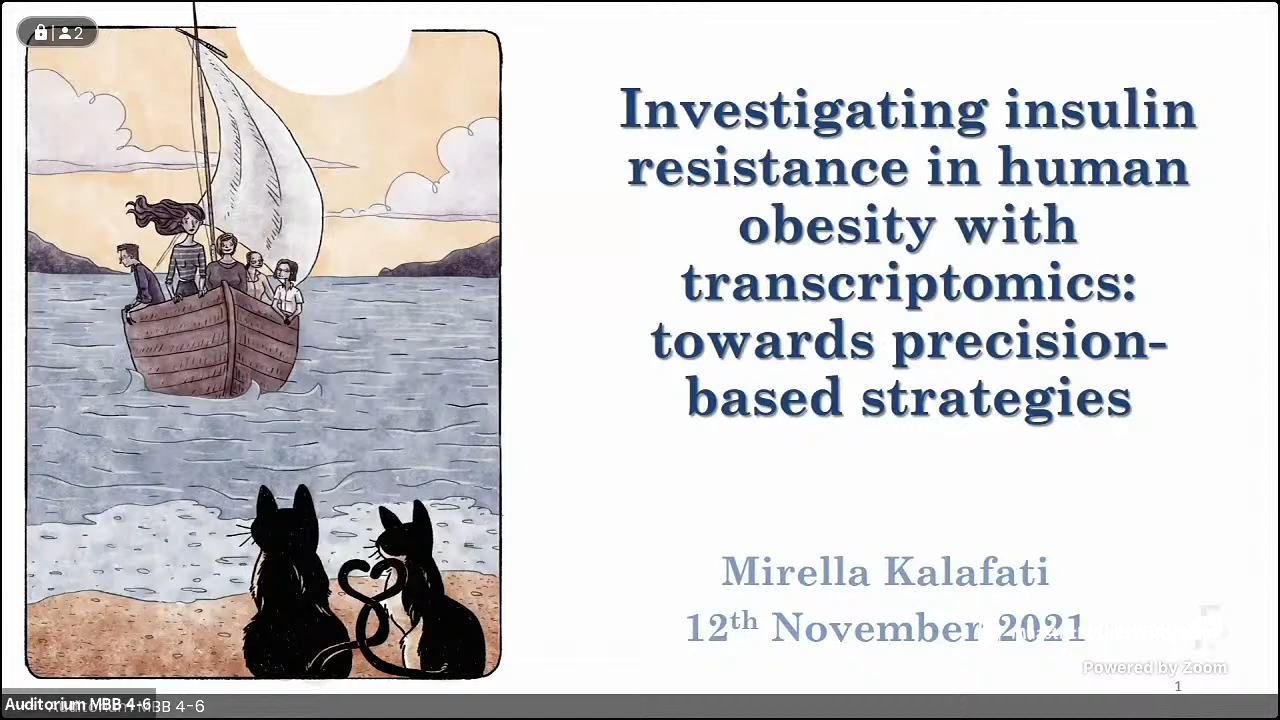 2
Investigating insulin
resistance in human
obesity with
transcriptomics:
towards precision-
based strategies
Mirella Kalafati
12th November 2021
Powered by Zoom
1
Auditorium MBB 4-6